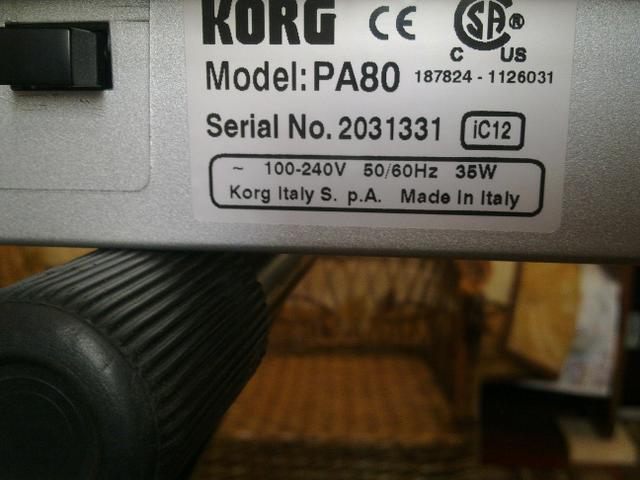 KORG CE SA ®
C US
Model: PA80 187824 - 1126031
Serial No. 2031331 iC12
~ 100-240V 50/60Hz 35W
Korg Italy S. p.A. Made In Italy